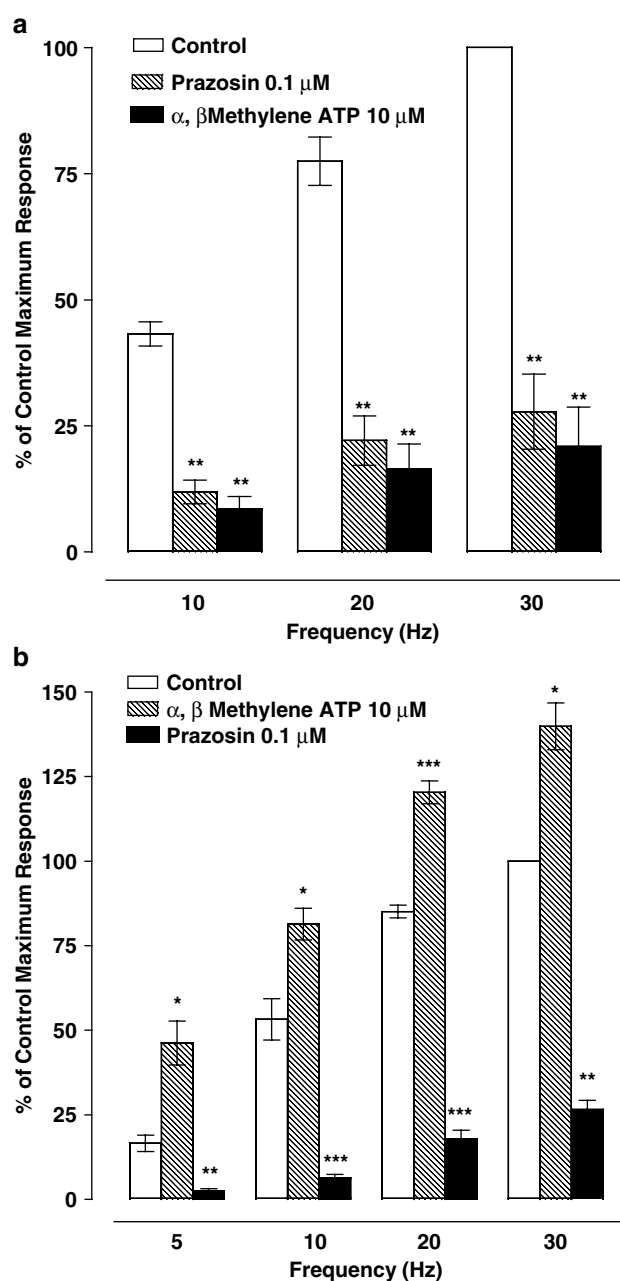 a
Control
Prazosin 0.1 μM
α, βMethylene ATP 10 μM
% of Control Maximum Response
100
75
50
25
0
** ** ** ** ** **
10 20 30
Frequency (Hz)
b
Control
α, β Methylene ATP 10 μM
Prazosin 0.1 μM
% of Control Maximum Response
150
125
100
75
50
25
0
* ** * *** *** *** * **
5 10 20 30
Frequency (Hz)